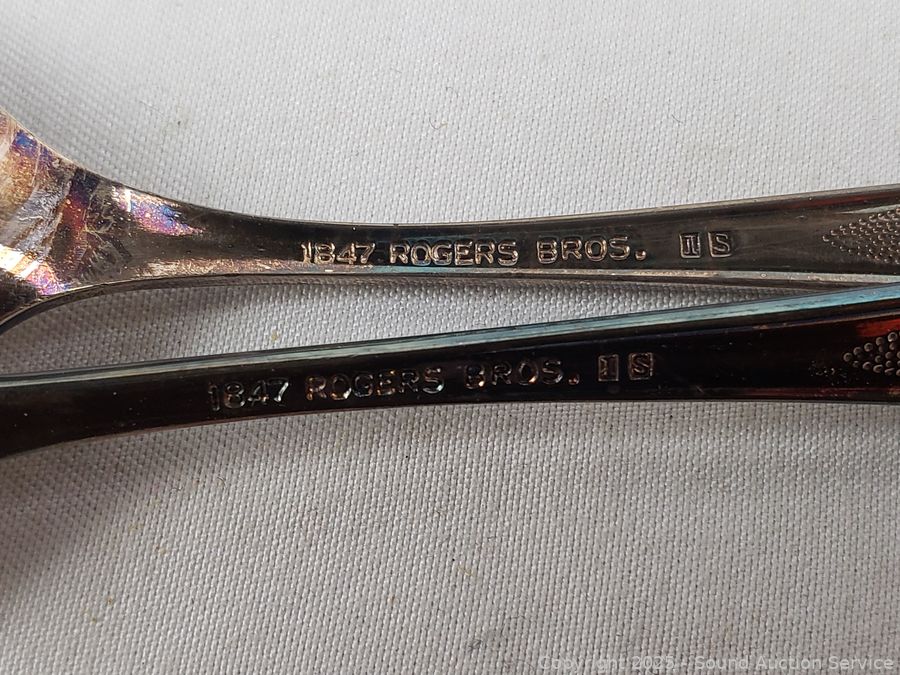 1847 ROGERS BROS. IS
1847 ROGERS BROS. IS
Copyright 2025 - Sound Auction Service